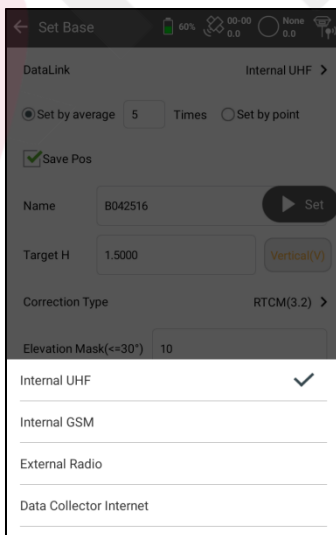 Set Base 60% 00-00 0.0 None 0.0
DataLink Internal UHF >
Set by average 5 Times Set by point
Save Pos
Name B042516 Set
Target H 1.5000 Vertical(V)
Correction Type RTCM(3.2) >
Elevation Mask(<=30°) 10
Internal UHF
Internal GSM
External Radio
Data Collector Internet